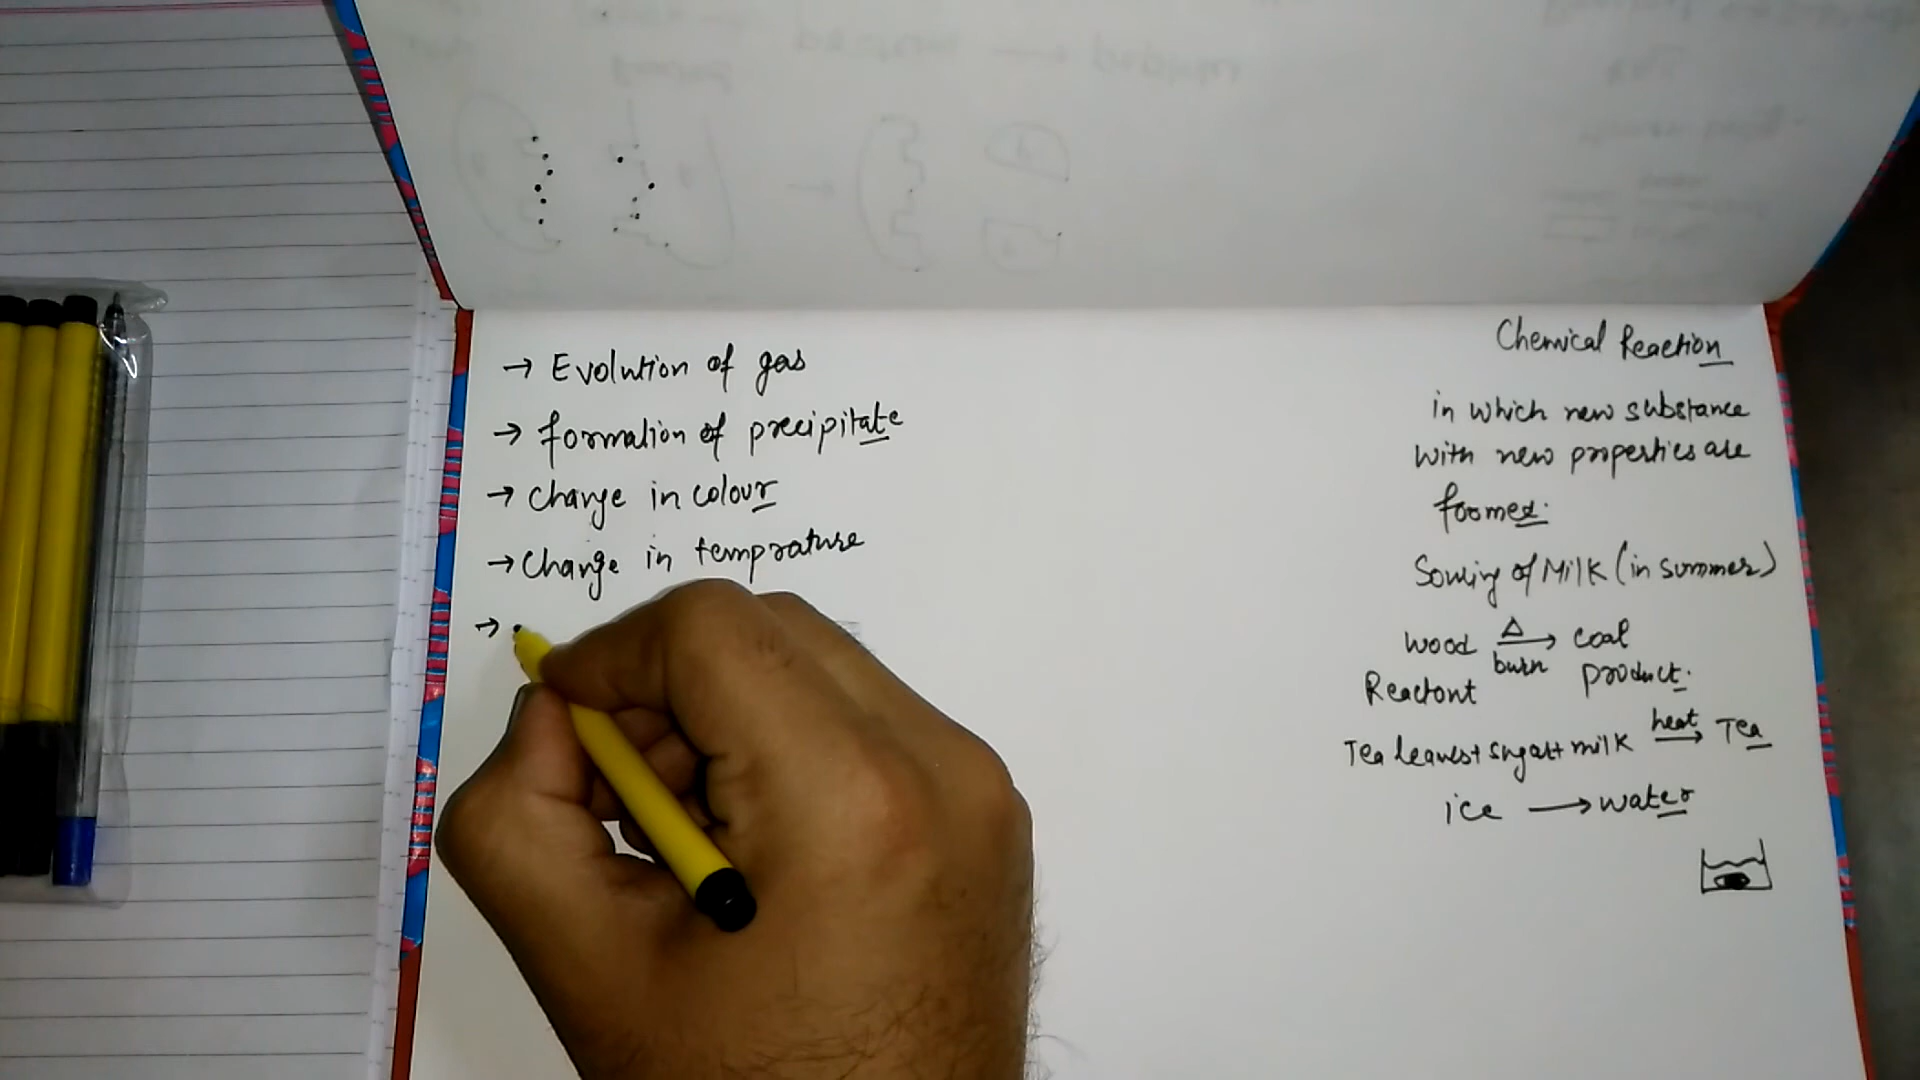 → Evolution of gas
→ formation of precipitate
→ change in colour
→ Change in temprature
→
Chemical Reaction
in which new substance
with new properties are
formed.
Souring of Milk (in summer)
wood △ → coal
burn
Reactant product.
Tea leaves + sugar + milk heat → Tea
ice → water